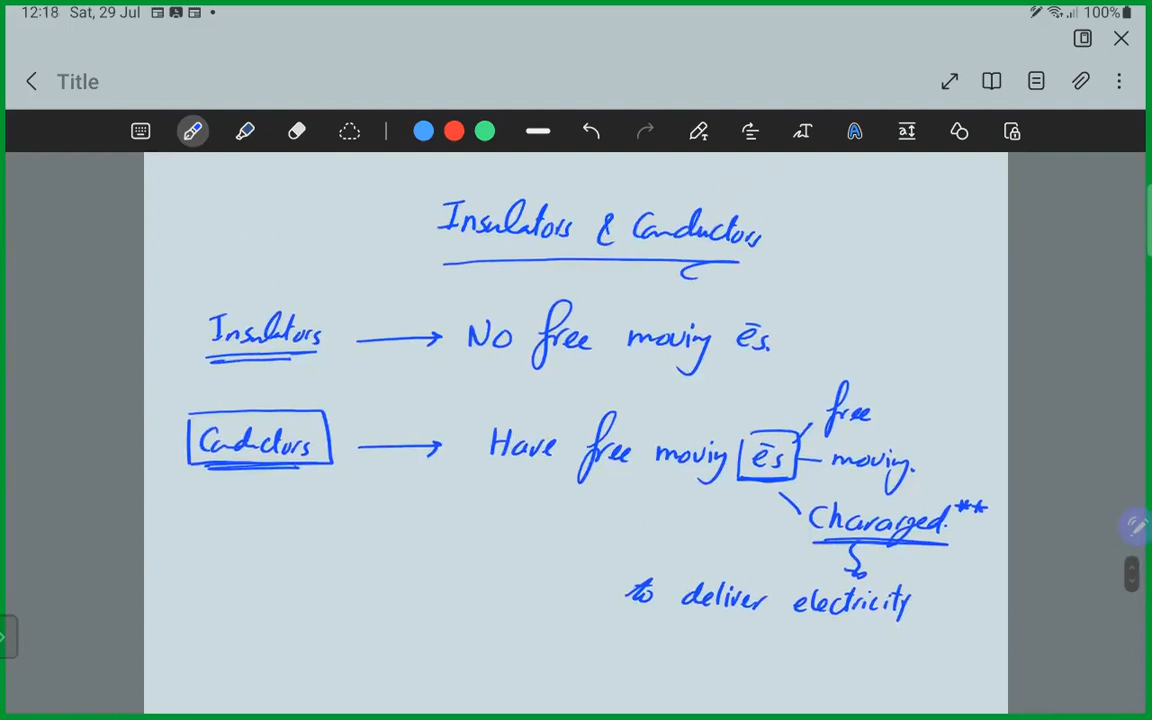 12:18 Sat, 29 Jul
100%
Title
Insulators & Conductors
Insulators → No free moving ēs.
free
Conductors → Have free moving ēs moving.
Chararged.**
to deliver electricity